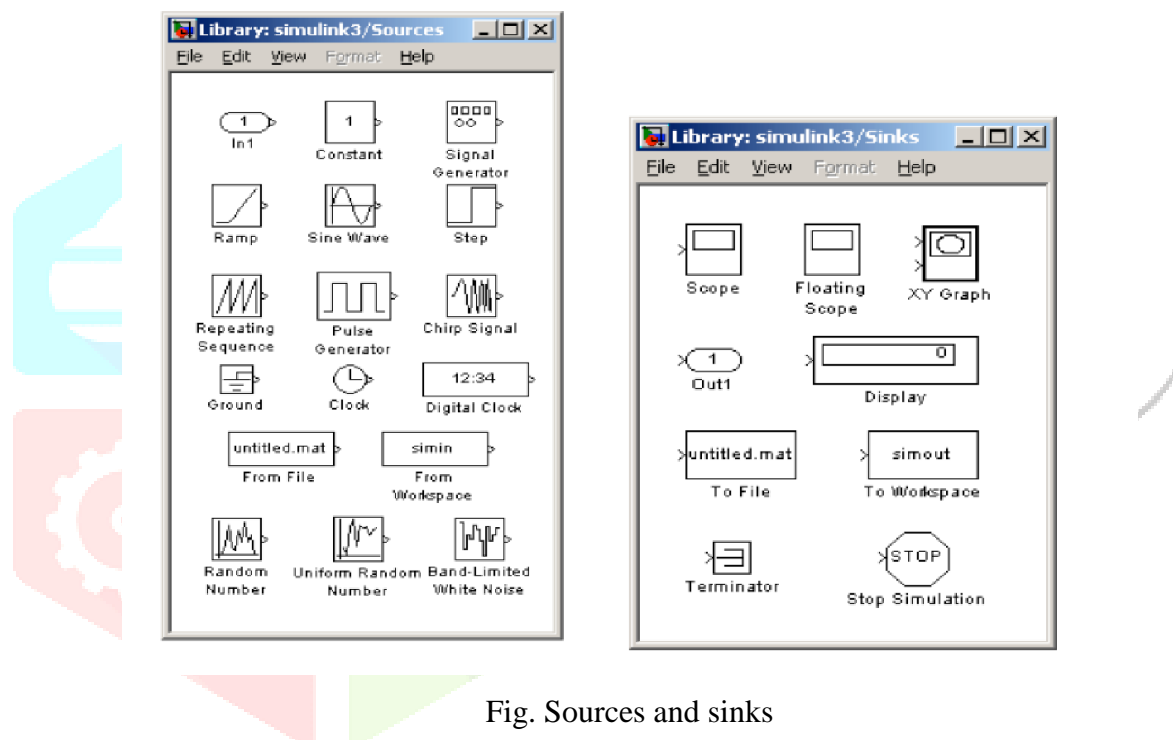 Library: simulink3/Sources
File Edit View Format Help
1
In1
1
Constant
Signal
Generator
Ramp
Sine Wave
Step
Repeating
Sequence
Pulse
Generator
Chirp Signal
Ground
Clock
12:34
Digital Clock
untitled.mat
From File
simin
From
Workspace
Random
Number
Uniform Random
Number
Band-Limited
White Noise
Library: simulink3/Sinks
File Edit View Format Help
Scope
Floating
Scope
XY Graph
1
Out1
0
Display
untitled.mat
To File
simout
To Workspace
Terminator
STOP
Stop Simulation
Fig. Sources and sinks